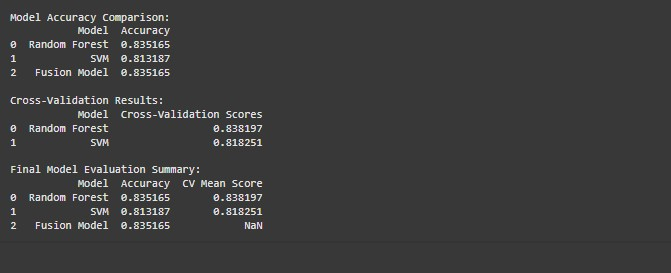 Model Accuracy Comparison:
Model Accuracy
0 Random Forest 0.835165
1 SVM 0.813187
2 Fusion Model 0.835165
Cross-Validation Results:
Model Cross-Validation Scores
0 Random Forest 0.838197
1 SVM 0.818251
Final Model Evaluation Summary:
Model Accuracy CV Mean Score
0 Random Forest 0.835165 0.838197
1 SVM 0.813187 0.818251
2 Fusion Model 0.835165 NaN